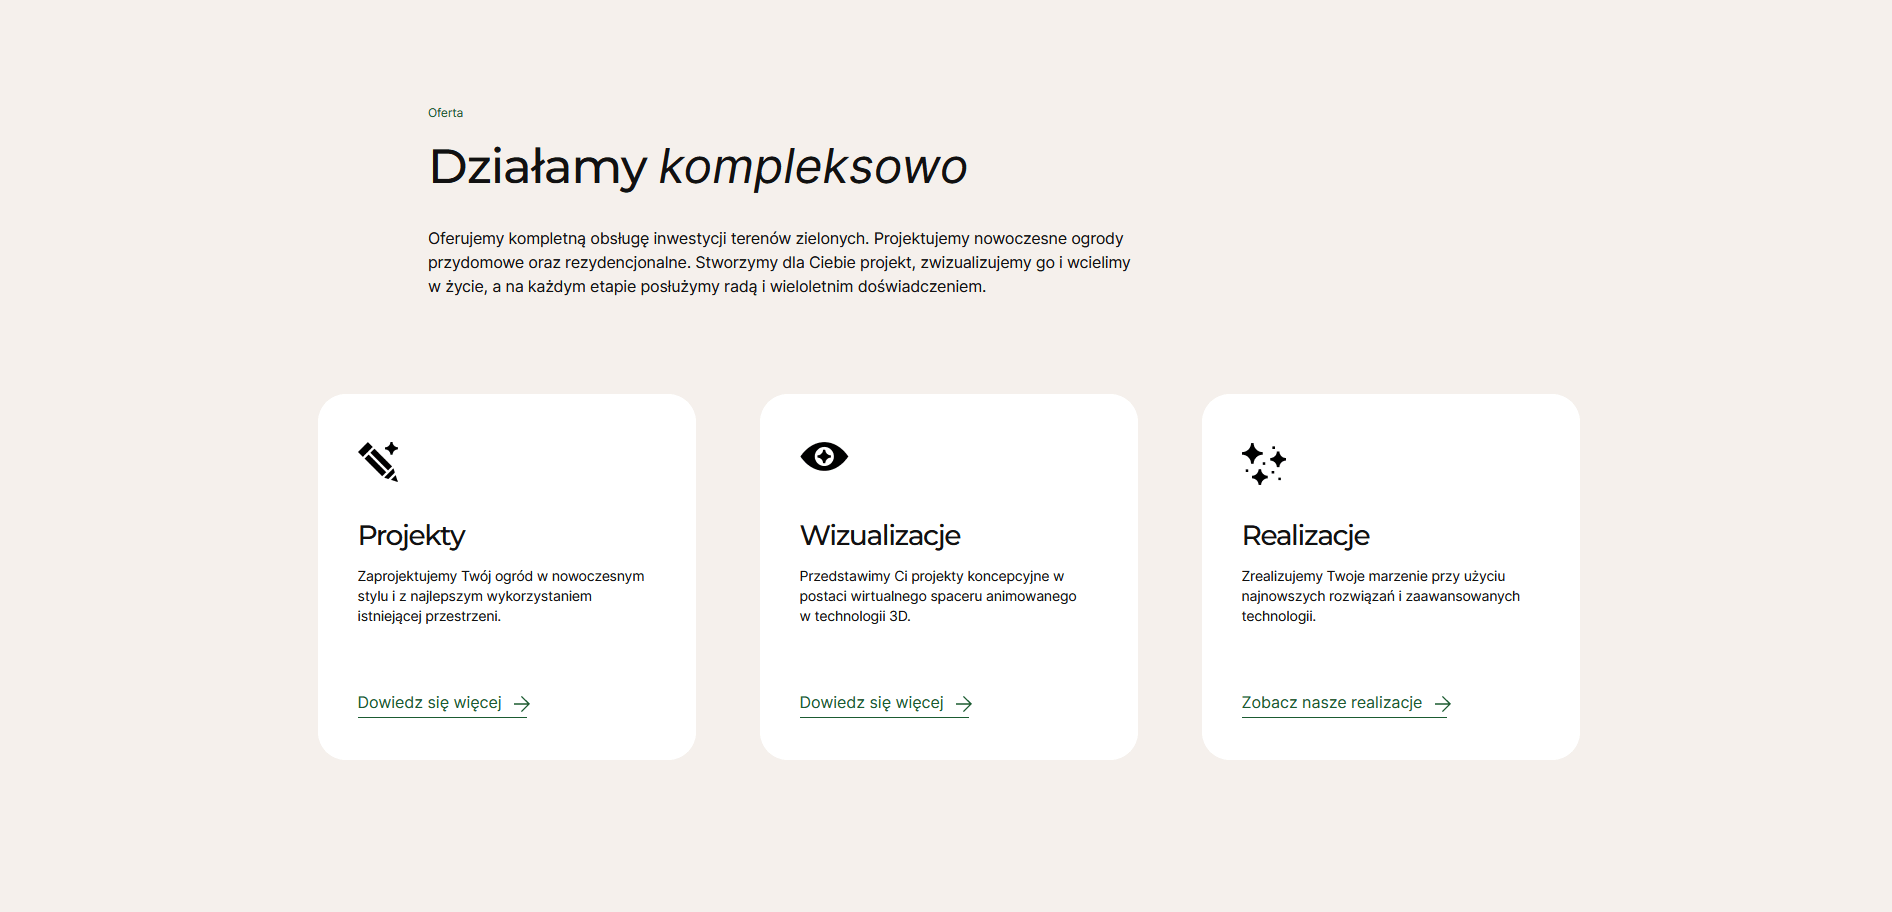 Oferta
Działamy kompleksowo
Oferujemy kompletną obsługę inwestycji terenów zielonych. Projektujemy nowoczesne ogrody
przydomowe oraz rezydencjonalne. Stworzymy dla Ciebie projekt, zwizualizujemy go i wcielimy
w życie, a na każdym etapie posłużymy radą i wieloletnim doświadczeniem.
Projekty
Zaprojektujemy Twój ogród w nowoczesnym
stylu i z najlepszym wykorzystaniem
istniejącej przestrzeni.
Dowiedz się więcej
Wizualizacje
Przedstawimy Ci projekty koncepcyjne w
postaci wirtualnego spaceru animowanego
w technologii 3D.
Dowiedz się więcej
Realizacje
Zrealizujemy Twoje marzenie przy użyciu
najnowszych rozwiązań i zaawansowanych
technologii.
Zobacz nasze realizacje